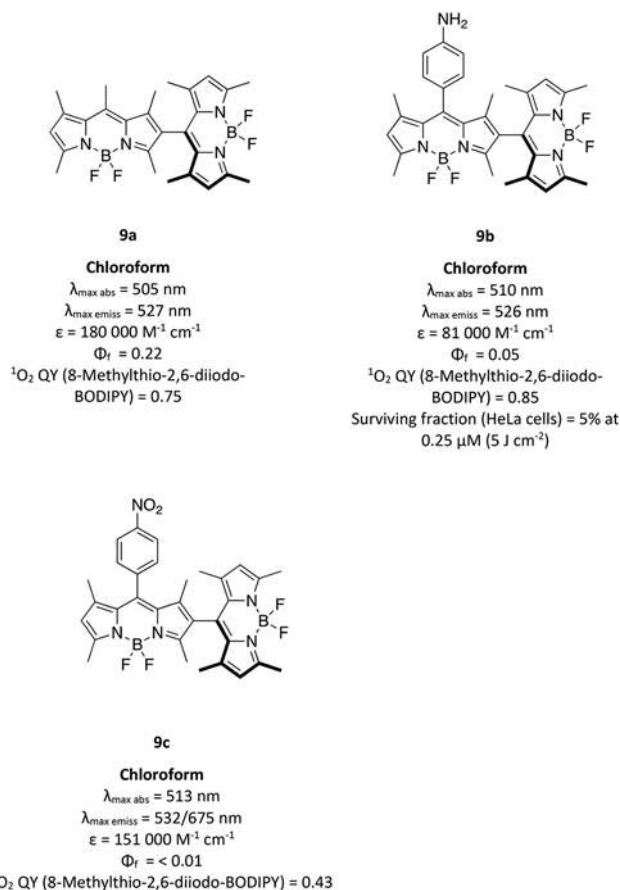 N
B
F
N
B
N
N
F
F
F
9a
Chloroform
λmax abs = 505 nm
λmax emiss = 527 nm
ε = 180 000 M⁻¹ cm⁻¹
Φf = 0.22
¹O₂ QY (8-Methylthio-2,6-diiodo-
BODIPY) = 0.75
NH₂
N
B
F
N
B
N
N
F
F
F
9b
Chloroform
λmax abs = 510 nm
λmax emiss = 526 nm
ε = 81 000 M⁻¹ cm⁻¹
Φf = 0.05
¹O₂ QY (8-Methylthio-2,6-diiodo-
BODIPY) = 0.85
Surviving fraction (HeLa cells) = 5% at
0.25 μM (5 J cm⁻²)
NO₂
N
B
F
N
B
N
N
F
F
F
9c
Chloroform
λmax abs = 513 nm
λmax emiss = 532/675 nm
ε = 151 000 M⁻¹ cm⁻¹
Φf = < 0.01
O₂ QY (8-Methylthio-2,6-diiodo-BODIPY) = 0.43